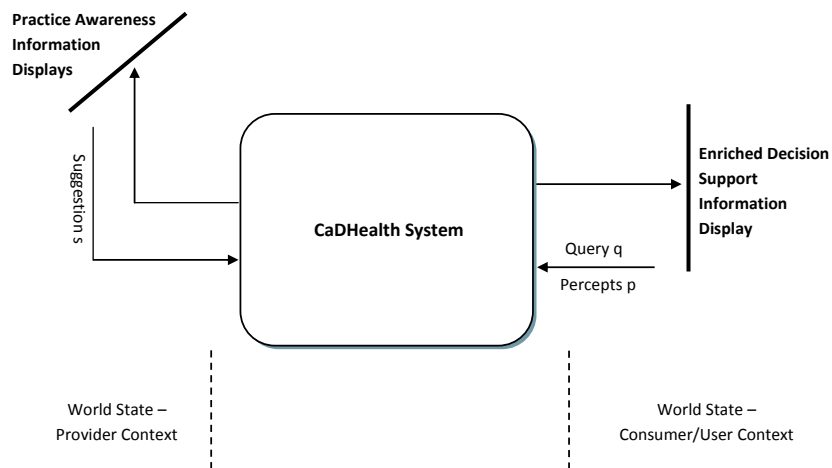 Practice Awareness
Information
Displays
Suggestion s
CaDHealth System
Enriched Decision
Support
Information
Display
Query q
Percepts p
World State –
Provider Context
World State –
Consumer/User Context